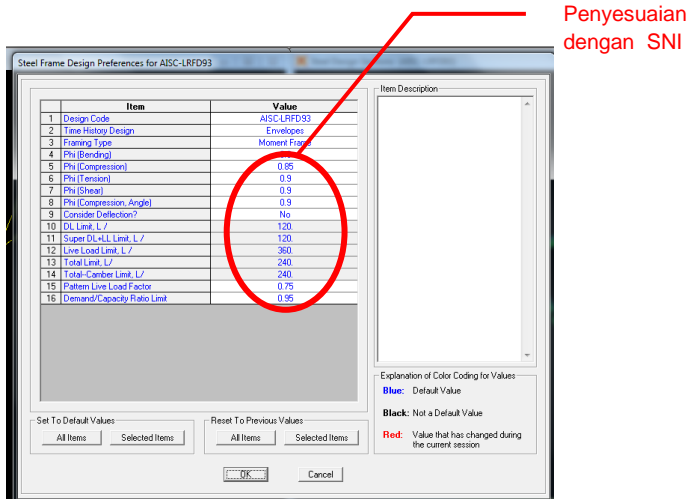 Penyesuaian
dengan SNI
Steel Frame Design Preferences for AISC-LRFD93
Item Value
1 Design Code AISC-LRFD93
2 Time History Design Envelopes
3 Framing Type Moment Frame
4 Phi (Bending)
5 Phi (Compression) 0.85
6 Phi (Tension) 0.9
7 Phi (Shear) 0.9
8 Phi (Compression, Angle) 0.9
9 Consider Deflection? No
10 DL Limit, L / 120.
11 Super DL+LL Limit, L / 120.
12 Live Load Limit, L / 360.
13 Total Limit, L/ 240.
14 Total-Camber Limit, L/ 240.
15 Pattern Live Load Factor 0.75
16 Demand/Capacity Ratio Limit 0.95
Item Description
Explanation of Color Coding for Values
Blue: Default Value
Black: Not a Default Value
Red: Value that has changed during
the current session
Set To Default Values
All Items Selected Items
Reset To Previous Values
All Items Selected Items
OK Cancel